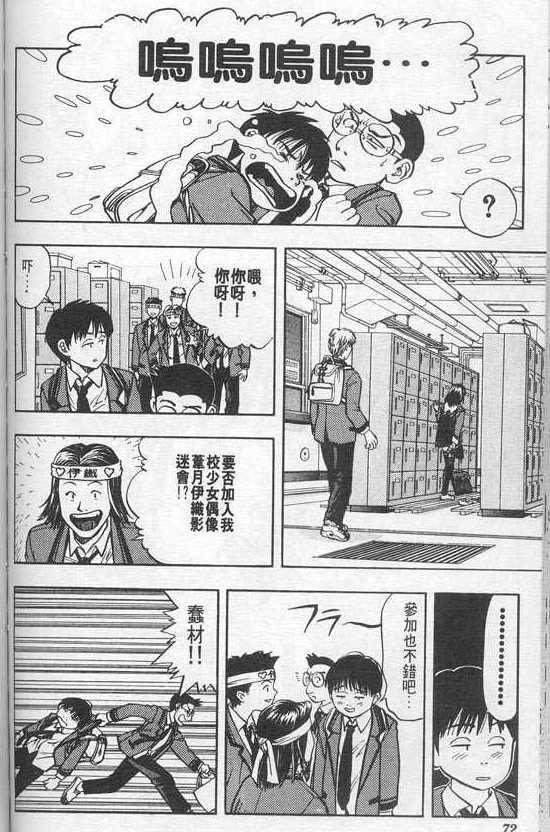 嗚嗚嗚嗚…
？
喂，
你呀！
你呀！
吓……
要否加入我
校少女偶像
葦月伊織影
迷會!?
♡伊織♡
…………
參加也不錯吧…
フラ〜
蠢材!!
72